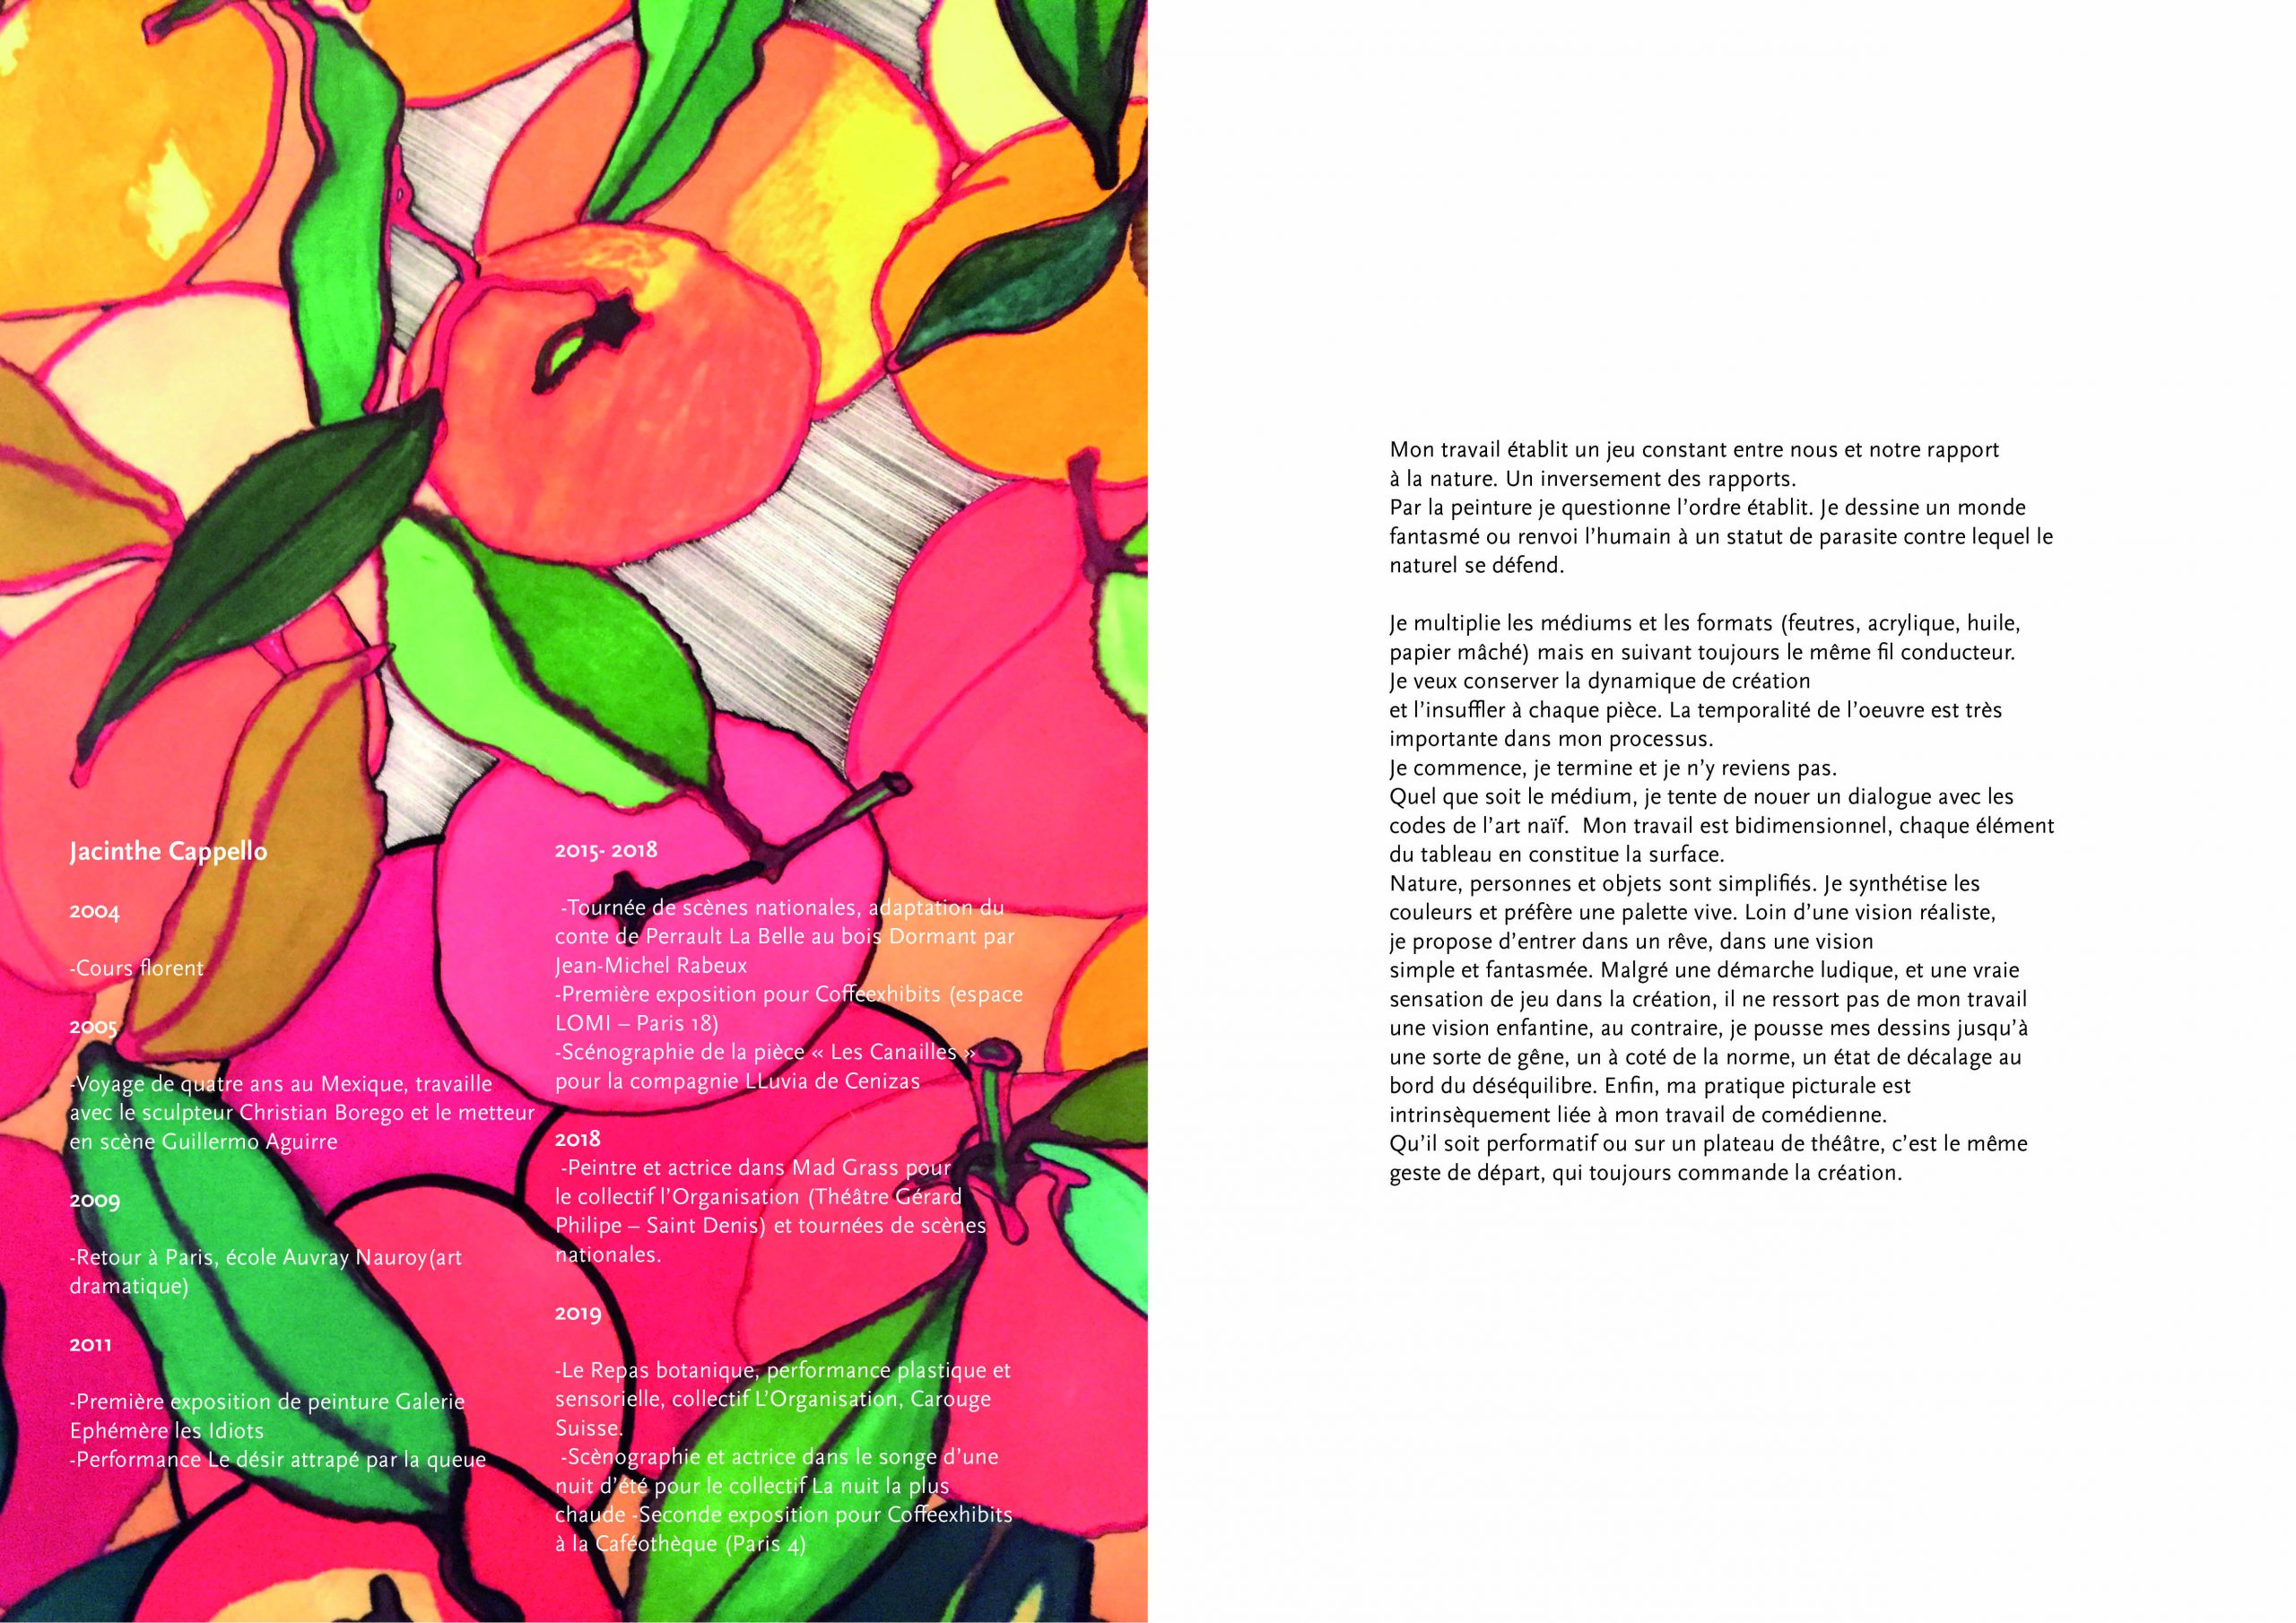 Jacinthe Cappello
2004
-Cours florent
2005
-Voyage de quatre ans au Mexique, travaille
avec le sculpteur Christian Borego et le metteur
en scène Guillermo Aguirre
2009
-Retour à Paris, école Auvray Nauroy(art
dramatique)
2011
-Première exposition de peinture Galerie
Ephémère les Idiots
-Performance Le désir attrapé par la queue
2015- 2018
-Tournée de scènes nationales, adaptation du
conte de Perrault La Belle au bois Dormant par
Jean-Michel Rabeux
-Première exposition pour Coffeexhibits (espace
LOMI – Paris 18)
-Scénographie de la pièce « Les Canailles »
pour la compagnie LLuvia de Cenizas
2018
-Peintre et actrice dans Mad Grass pour
le collectif l’Organisation (Théâtre Gérard
Philipe – Saint Denis) et tournées de scènes
nationales.
2019
-Le Repas botanique, performance plastique et
sensorielle, collectif L’Organisation, Carouge
Suisse.
-Scènographie et actrice dans le songe d’une
nuit d’été pour le collectif La nuit la plus
chaude -Seconde exposition pour Coffeexhibits
à la Caféothèque (Paris 4)
Mon travail établit un jeu constant entre nous et notre rapport
à la nature. Un inversement des rapports.
Par la peinture je questionne l’ordre établit. Je dessine un monde
fantasmé ou renvoi l’humain à un statut de parasite contre lequel le
naturel se défend.
Je multiplie les médiums et les formats (feutres, acrylique, huile,
papier mâché) mais en suivant toujours le même fil conducteur.
Je veux conserver la dynamique de création
et l’insuffler à chaque pièce. La temporalité de l’oeuvre est très
importante dans mon processus.
Je commence, je termine et je n’y reviens pas.
Quel que soit le médium, je tente de nouer un dialogue avec les
codes de l’art naïf.  Mon travail est bidimensionnel, chaque élément
du tableau en constitue la surface.
Nature, personnes et objets sont simplifiés. Je synthétise les
couleurs et préfère une palette vive. Loin d’une vision réaliste,
je propose d’entrer dans un rêve, dans une vision
simple et fantasmée. Malgré une démarche ludique, et une vraie
sensation de jeu dans la création, il ne ressort pas de mon travail
une vision enfantine, au contraire, je pousse mes dessins jusqu’à
une sorte de gêne, un à coté de la norme, un état de décalage au
bord du déséquilibre. Enfin, ma pratique picturale est
intrinsèquement liée à mon travail de comédienne.
Qu’il soit performatif ou sur un plateau de théâtre, c’est le même
geste de départ, qui toujours commande la création.